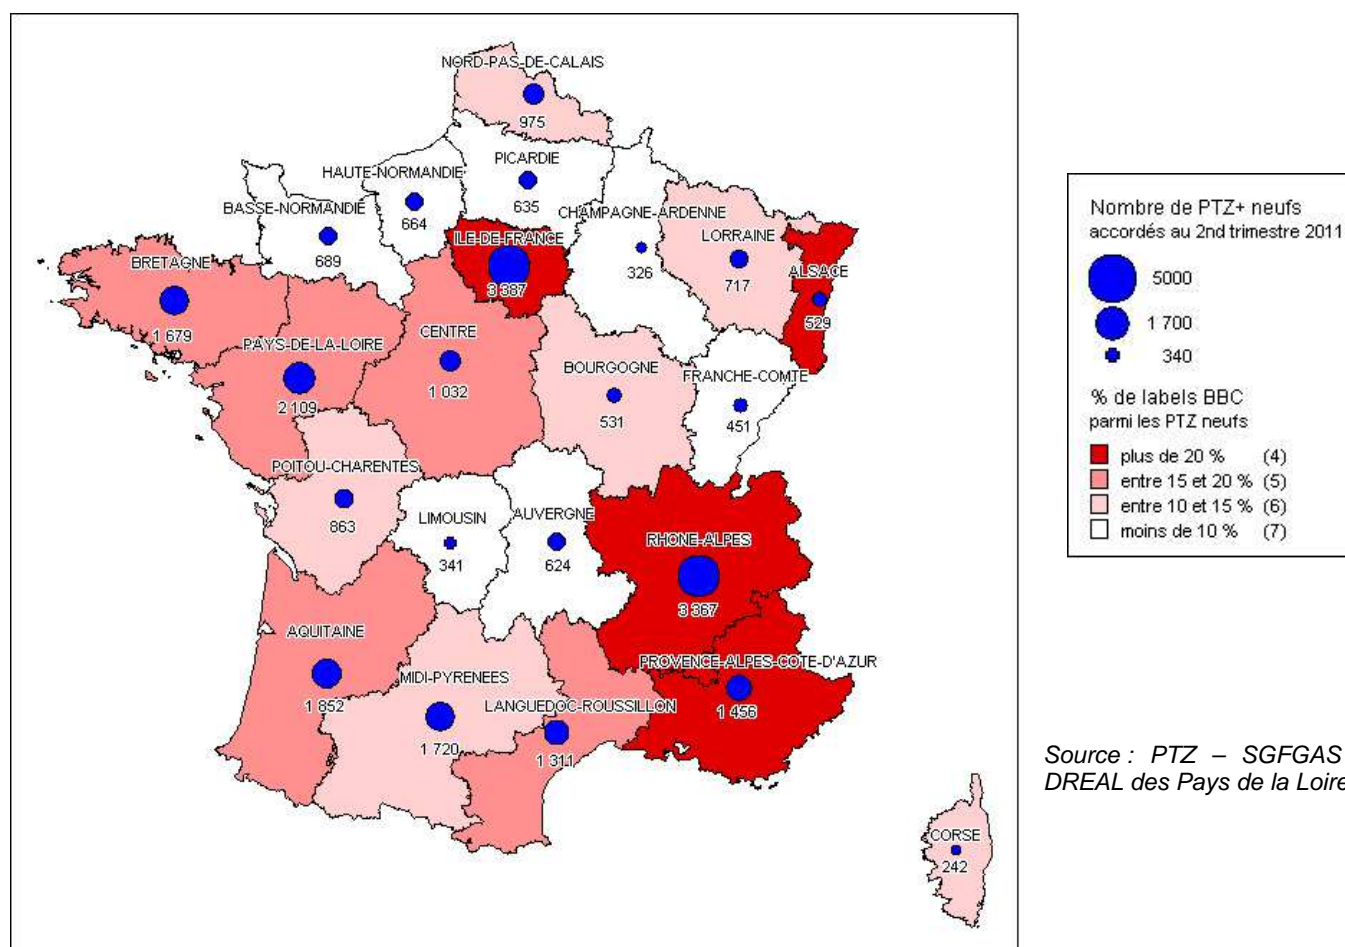 NORD-PAS-DE-CALAIS
975
PICARDIE
635
HAUTE-NORMANDIE
664
BASSE-NORMANDIE
689
CHAMPAGNE-ARDENNE
326
LORRAINE
717
ILE-DE-FRANCE
3 387
ALSACE
529
BRETAGNE
1 679
PAYS-DE-LA-LOIRE
2 109
CENTRE
1 032
BOURGOGNE
531
FRANCHE-COMTE
451
POITOU-CHARENTES
863
LIMOUSIN
341
AUVERGNE
624
RHONE-ALPES
3 367
AQUITAINE
1 852
MIDI-PYRENEES
1 720
LANGUEDOC-ROUSSILLON
1 311
PROVENCE-ALPES-COTE-D'AZUR
1 456
CORSE
242
Nombre de PTZ+ neufs
accordés au 2nd trimestre 2011
5000
1 700
340
% de labels BBC
parmi les PTZ neufs
plus de 20 % (4)
entre 15 et 20 % (5)
entre 10 et 15 % (6)
moins de 10 % (7)
Source : PTZ – SGFGAS
DREAL des Pays de la Loire